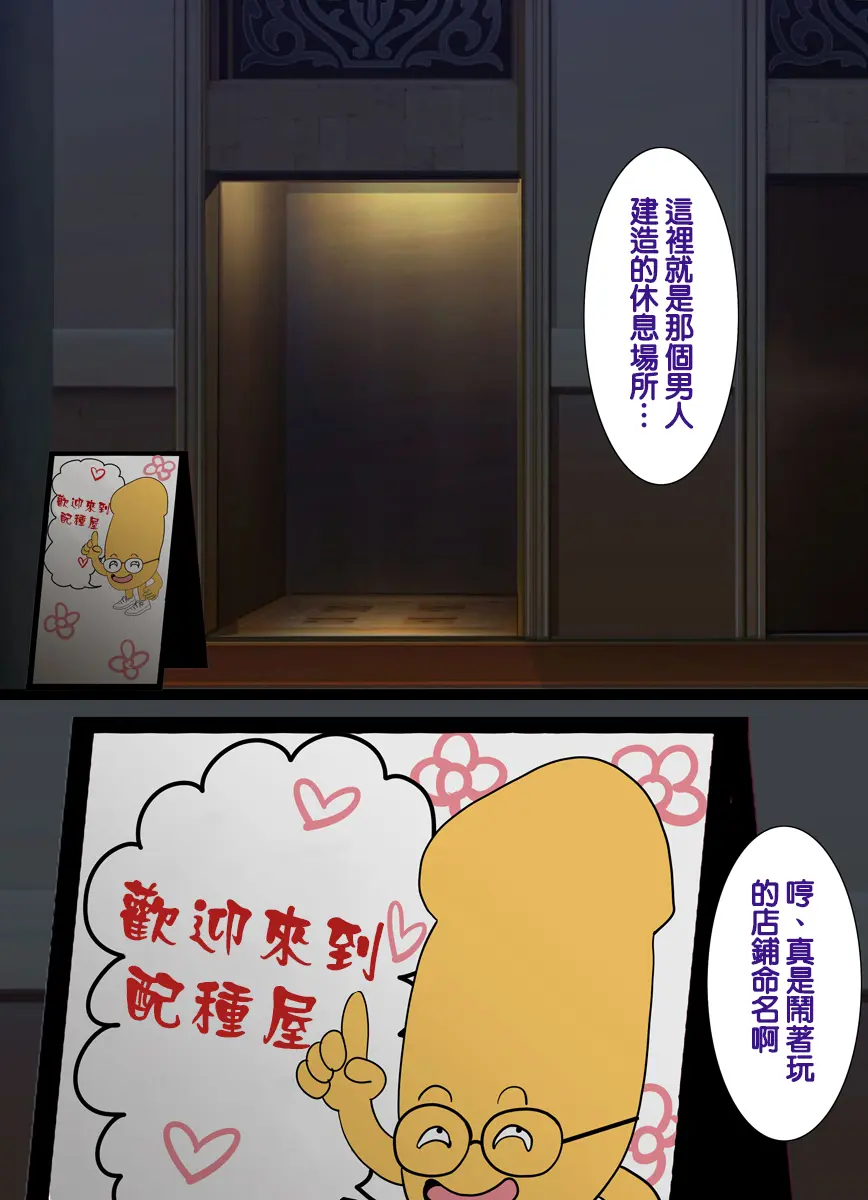 這裡就是那個男人
建造的休息場所…
歡迎來到
配種屋
歡迎來到
配種屋
哼、真是鬧著玩
的店鋪命名啊